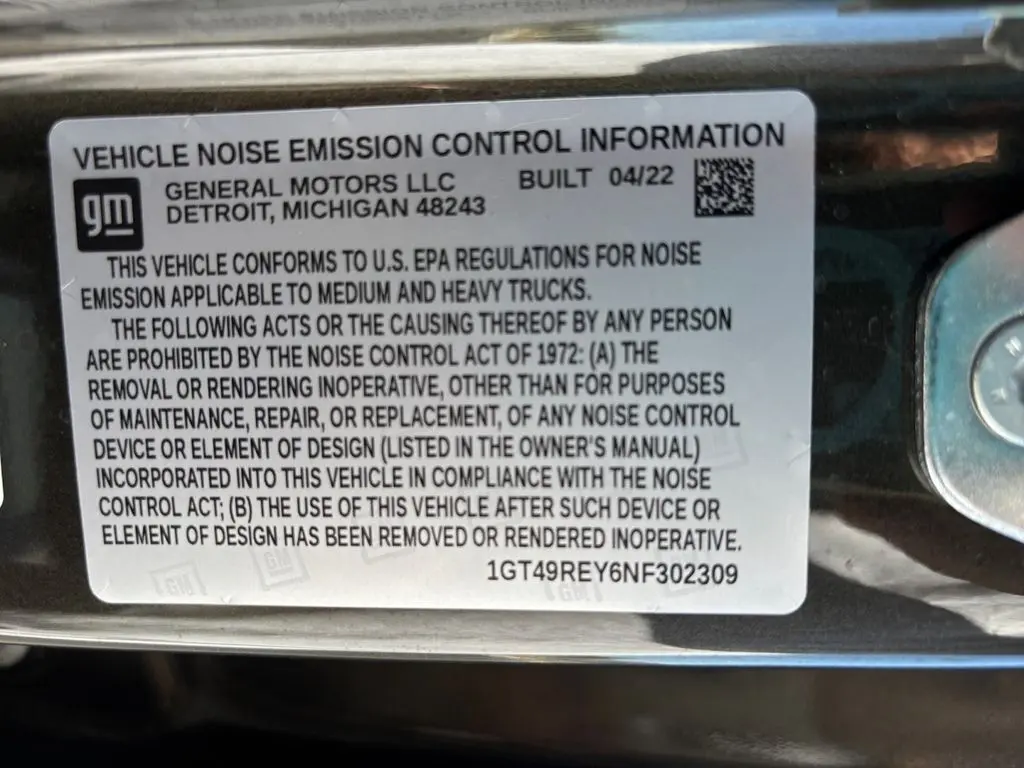 VEHICLE NOISE EMISSION CONTROL INFORMATION
gm
GENERAL MOTORS LLC BUILT 04/22
DETROIT, MICHIGAN 48243
THIS VEHICLE CONFORMS TO U.S. EPA REGULATIONS FOR NOISE
EMISSION APPLICABLE TO MEDIUM AND HEAVY TRUCKS.
THE FOLLOWING ACTS OR THE CAUSING THEREOF BY ANY PERSON
ARE PROHIBITED BY THE NOISE CONTROL ACT OF 1972: (A) THE
REMOVAL OR RENDERING INOPERATIVE, OTHER THAN FOR PURPOSES
OF MAINTENANCE, REPAIR, OR REPLACEMENT, OF ANY NOISE CONTROL
DEVICE OR ELEMENT OF DESIGN (LISTED IN THE OWNER'S MANUAL)
INCORPORATED INTO THIS VEHICLE IN COMPLIANCE WITH THE NOISE
CONTROL ACT; (B) THE USE OF THIS VEHICLE AFTER SUCH DEVICE OR
ELEMENT OF DESIGN HAS BEEN REMOVED OR RENDERED INOPERATIVE.
GM GM GM
1GT49REY6NF302309